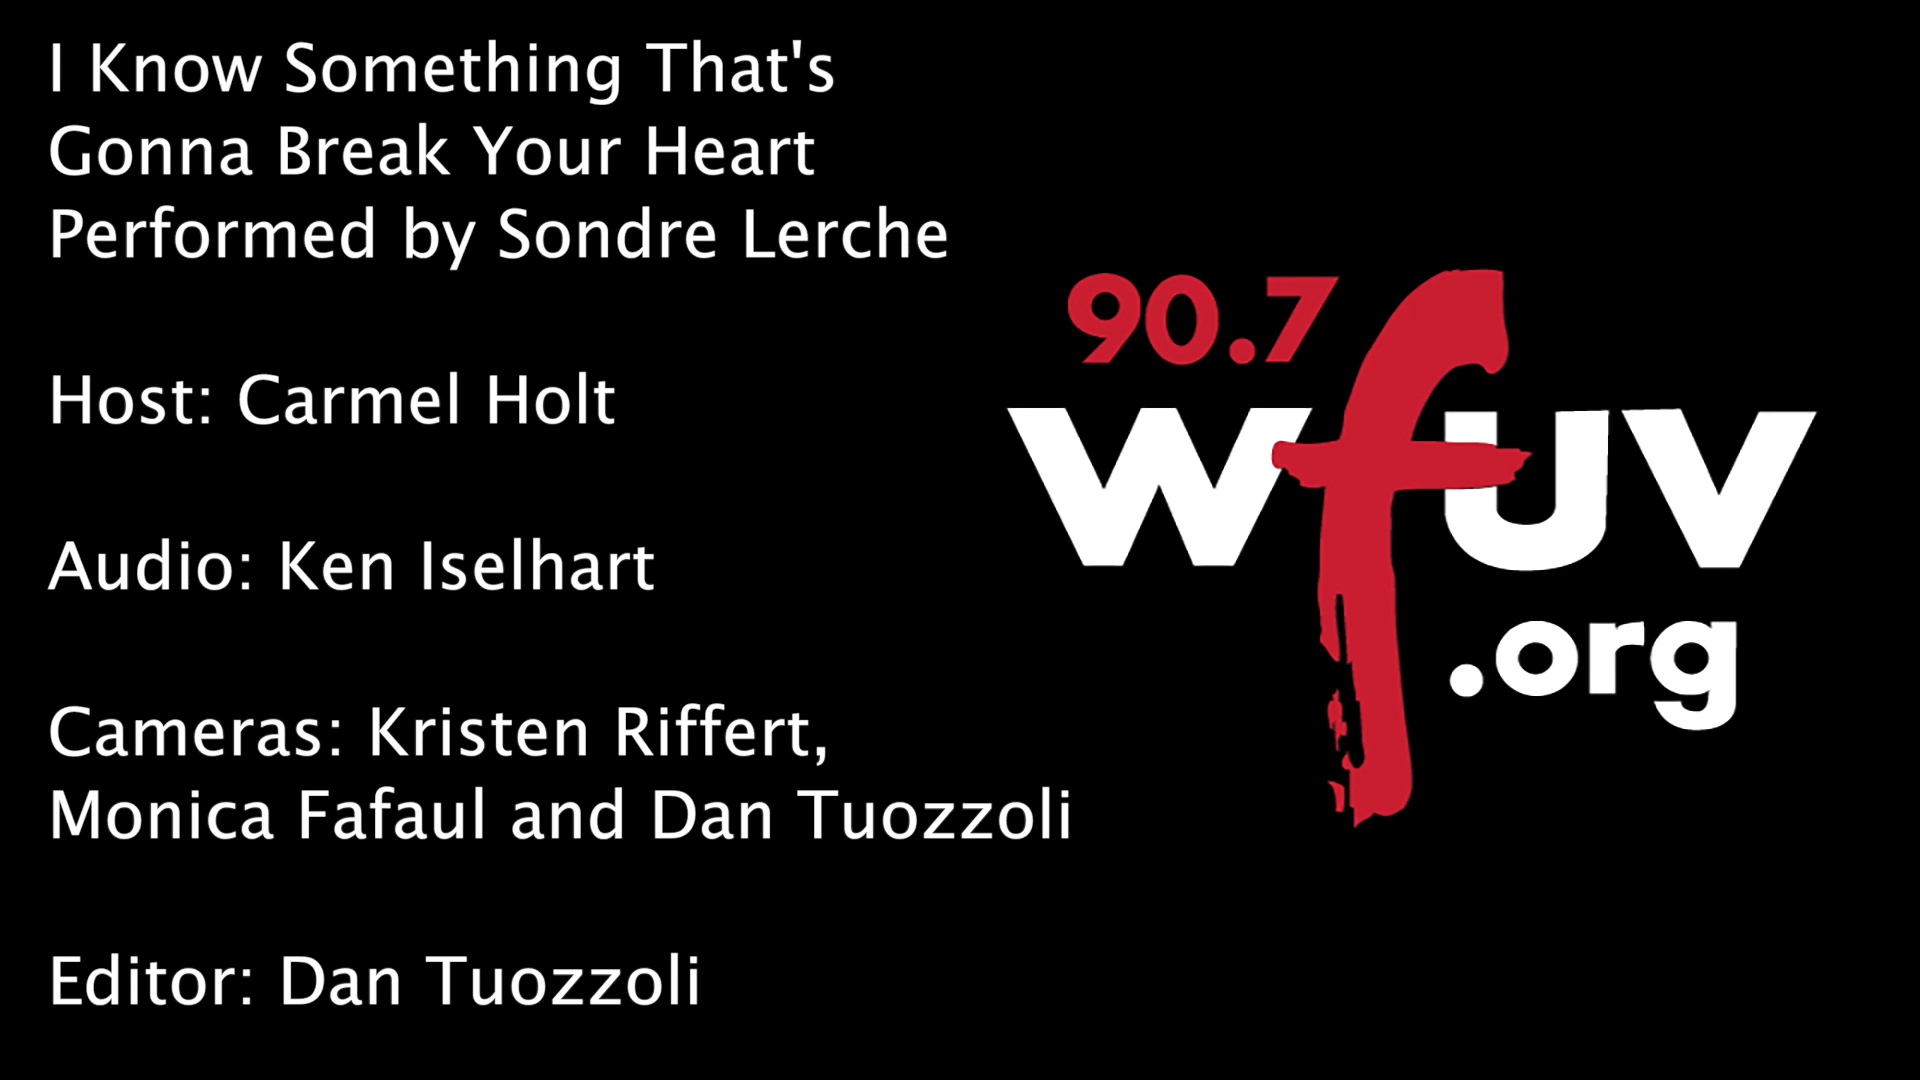 I Know Something That's
Gonna Break Your Heart
Performed by Sondre Lerche
Host: Carmel Holt
Audio: Ken Iselhart
Cameras: Kristen Riffert,
Monica Fafaul and Dan Tuozzoli
Editor: Dan Tuozzoli
90.7
wfuv
.org